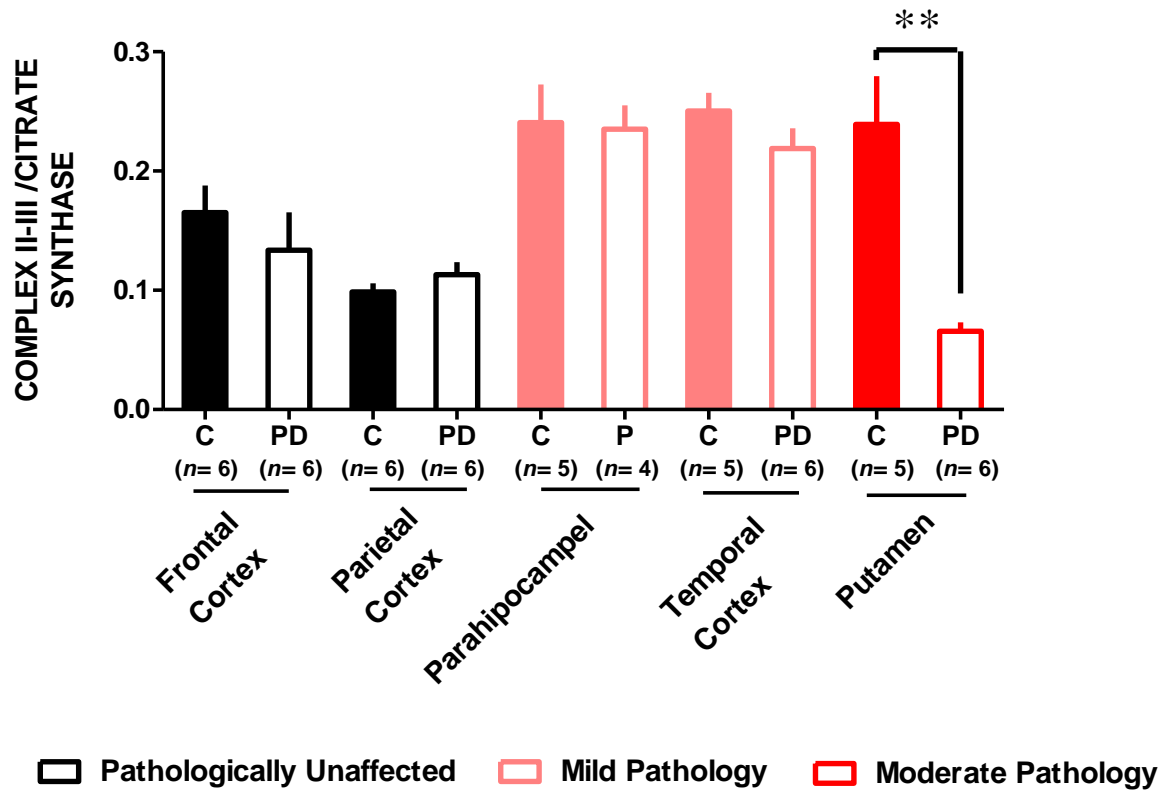 **
COMPLEX II-III /CITRATE
SYNTHASE
0.3
0.2
0.1
0.0
C PD C PD C P C PD C PD
(n= 6) (n= 6) (n= 6) (n= 6) (n= 5) (n= 4) (n= 5) (n= 6) (n= 5) (n= 6)
Frontal
Cortex
Parietal
Cortex
Parahipocampel
Temporal
Cortex
Putamen
Pathologically Unaffected Mild Pathology Moderate Pathology